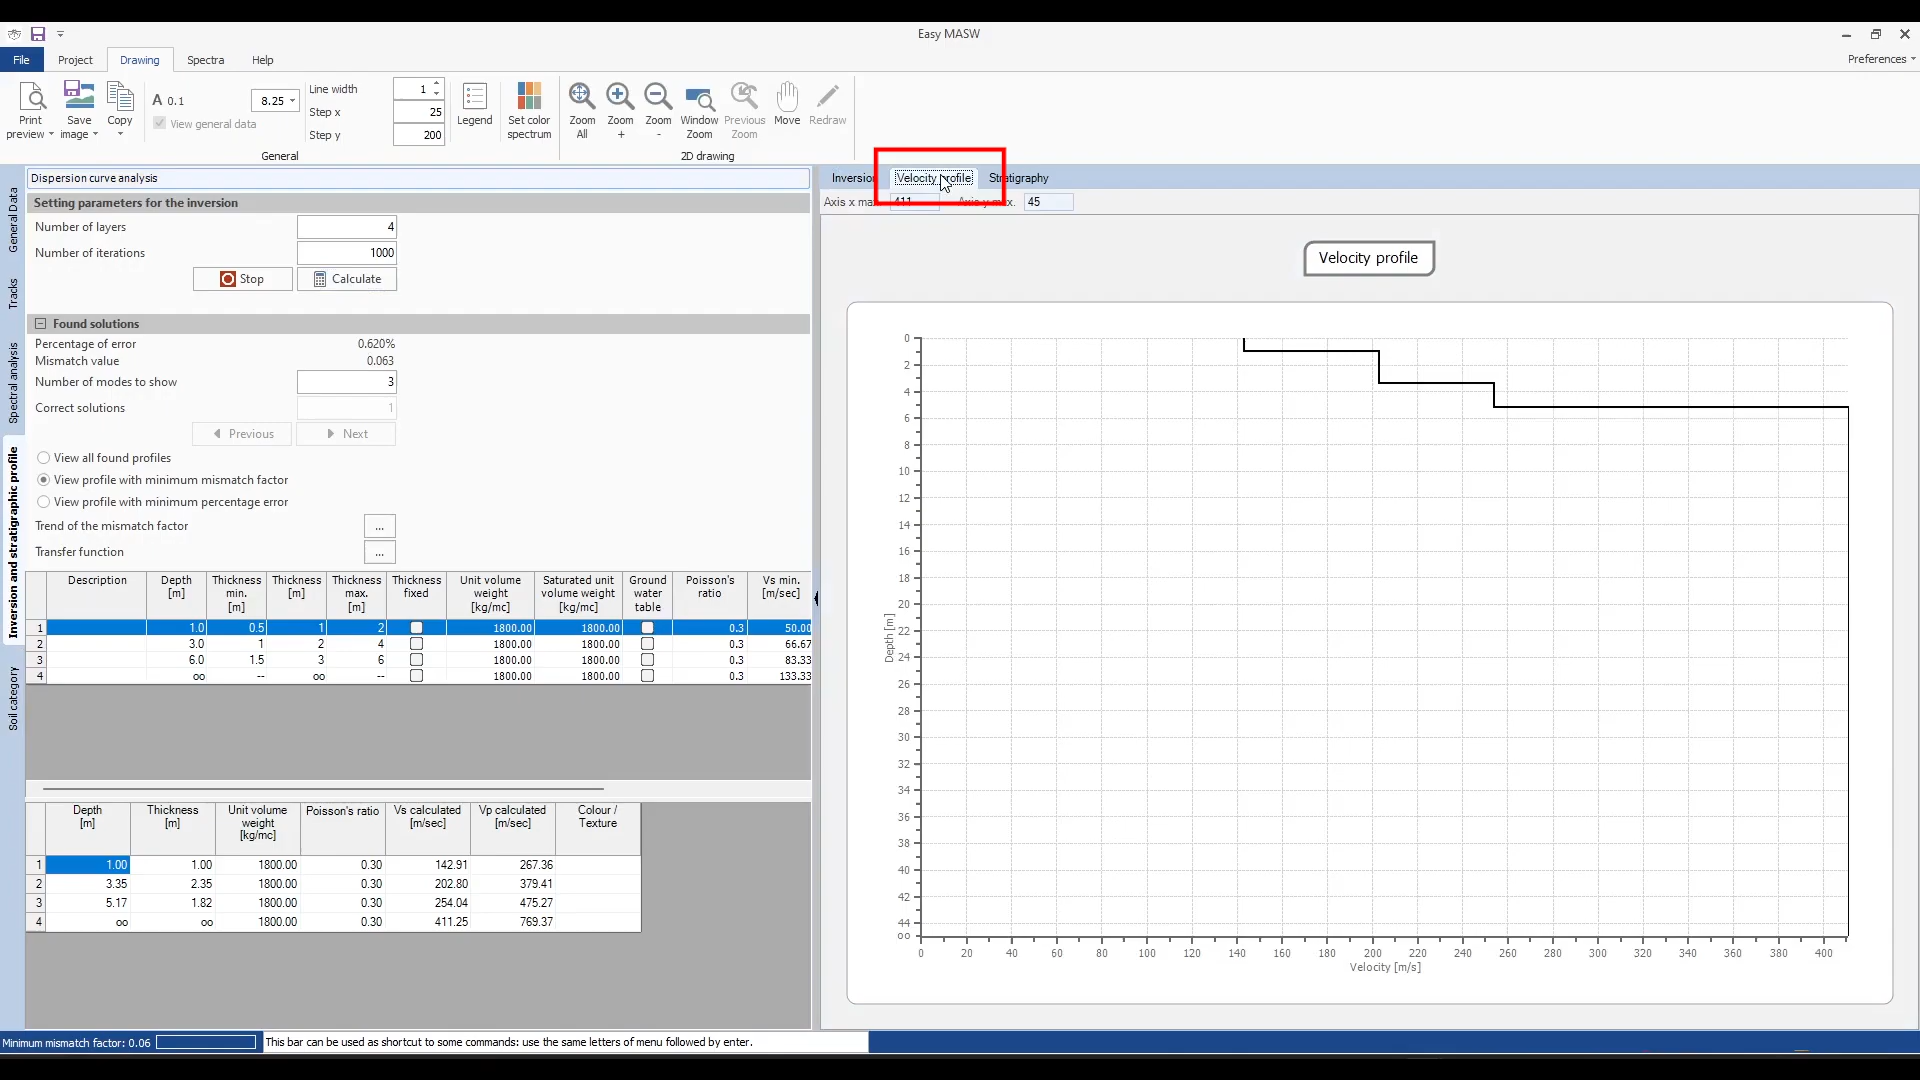 Easy MASW
File Project Drawing Spectra Help
Preferences
Print preview
Save image
Copy
A 0.1
8.25
View general data
Line width 1
Step x 25
Step y 200
Legend
Set color spectrum
General
Zoom All
Zoom +
Zoom -
Window Zoom
Previous Zoom
Move
Redraw
2D drawing
General Data
Tracks
Spectral analysis
Inversion and stratigraphic profile
Soil category
Dispersion curve analysis
Setting parameters for the inversion
Number of layers 4
Number of iterations 1000
Stop Calculate
Found solutions
Percentage of error 0.620%
Mismatch value 0.063
Number of modes to show 3
Correct solutions 1
Previous Next
View all found profiles
View profile with minimum mismatch factor
View profile with minimum percentage error
Trend of the mismatch factor ...
Transfer function ...
Description Depth [m] Thickness min. [m] Thickness [m] Thickness max. [m] Thickness fixed Unit volume weight [kg/mc] Saturated unit volume weight [kg/mc] Ground water table Poisson's ratio Vs min. [m/sec]
1 1.0 0.5 1 2 1800.00 1800.00 0.3 50.00
2 3.0 1 2 4 1800.00 1800.00 0.3 66.67
3 6.0 1.5 3 6 1800.00 1800.00 0.3 83.33
4 oo -- oo -- 1800.00 1800.00 0.3 133.33
Depth [m] Thickness [m] Unit volume weight [kg/mc] Poisson's ratio Vs calculated [m/sec] Vp calculated [m/sec] Colour / Texture
1 1.00 1.00 1800.00 0.30 142.91 267.36
2 3.35 2.35 1800.00 0.30 202.80 379.41
3 5.17 1.82 1800.00 0.30 254.04 475.27
4 oo oo 1800.00 0.30 411.25 769.37
Inversion Velocity profile Stratigraphy
Axis x max. 411 Axis y max. 45
Velocity profile
0
2
4
6
8
10
12
14
16
18
20
22
24
26
28
30
32
34
36
38
40
42
44
oo
Depth [m]
0 20 40 60 80 100 120 140 160 180 200 220 240 260 280 300 320 340 360 380 400
Velocity [m/s]
Minimum mismatch factor: 0.06
This bar can be used as shortcut to some commands: use the same letters of menu followed by enter.